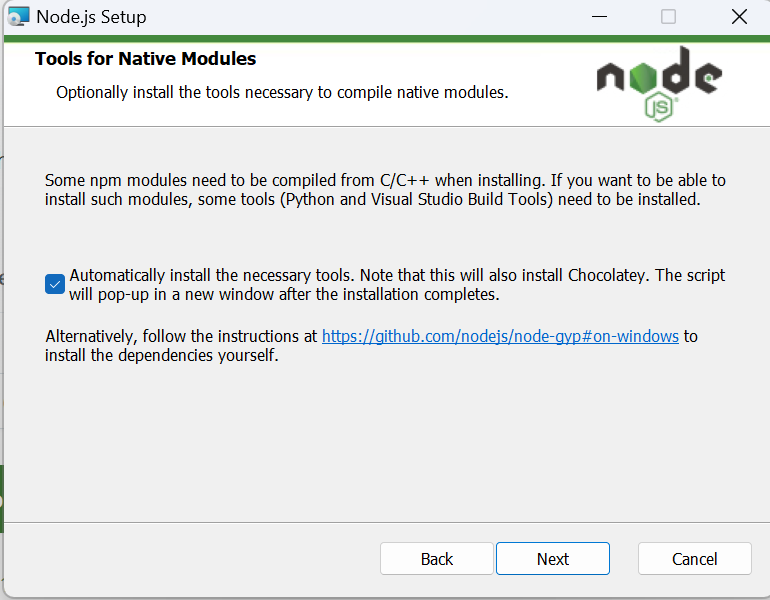 Node.js Setup
Tools for Native Modules
Optionally install the tools necessary to compile native modules.
node
JS
Some npm modules need to be compiled from C/C++ when installing. If you want to be able to
install such modules, some tools (Python and Visual Studio Build Tools) need to be installed.
Automatically install the necessary tools. Note that this will also install Chocolatey. The script
will pop-up in a new window after the installation completes.
Alternatively, follow the instructions at https://github.com/nodejs/node-gyp#on-windows to
install the dependencies yourself.
Back Next Cancel